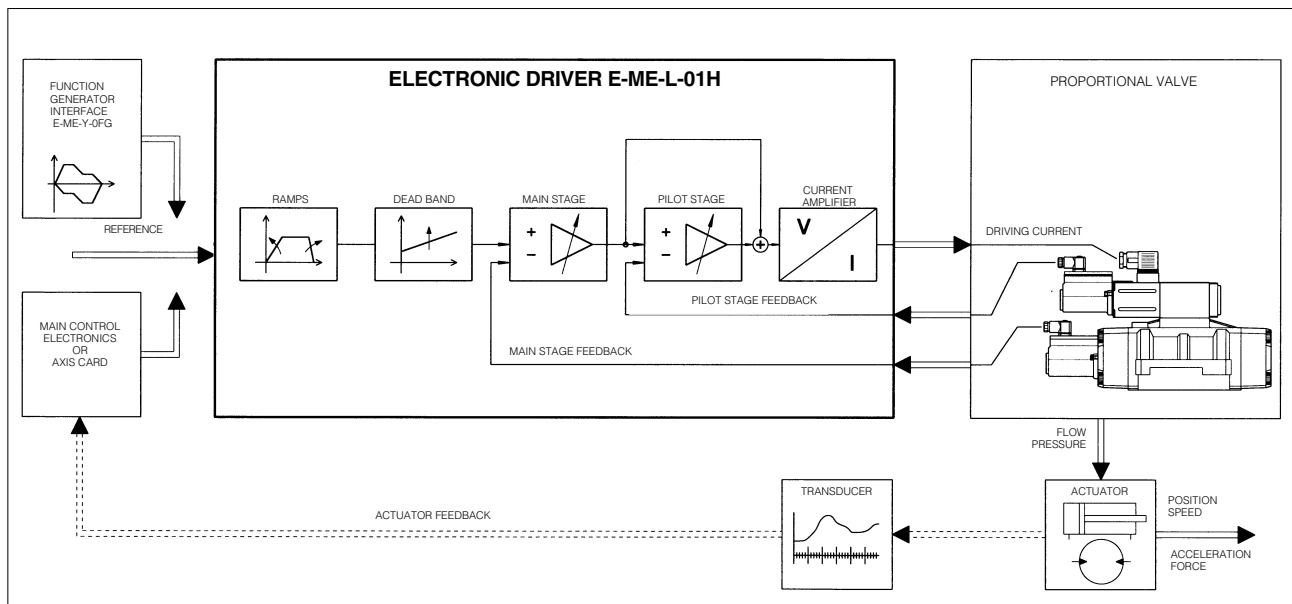 ELECTRONIC DRIVER E-ME-L-01H
PROPORTIONAL VALVE
FUNCTION
GENERATOR
INTERFACE
E-ME-Y-0FG
REFERENCE
RAMPS
DEAD BAND
MAIN STAGE
+
−
PILOT STAGE
+
−
+
CURRENT
AMPLIFIER
V
I
DRIVING CURRENT
PILOT STAGE FEEDBACK
MAIN STAGE FEEDBACK
MAIN CONTROL
ELECTRONICS
OR
AXIS CARD
FLOW
PRESSURE
TRANSDUCER
ACTUATOR
POSITION
SPEED
ACCELERATION
FORCE
ACTUATOR FEEDBACK